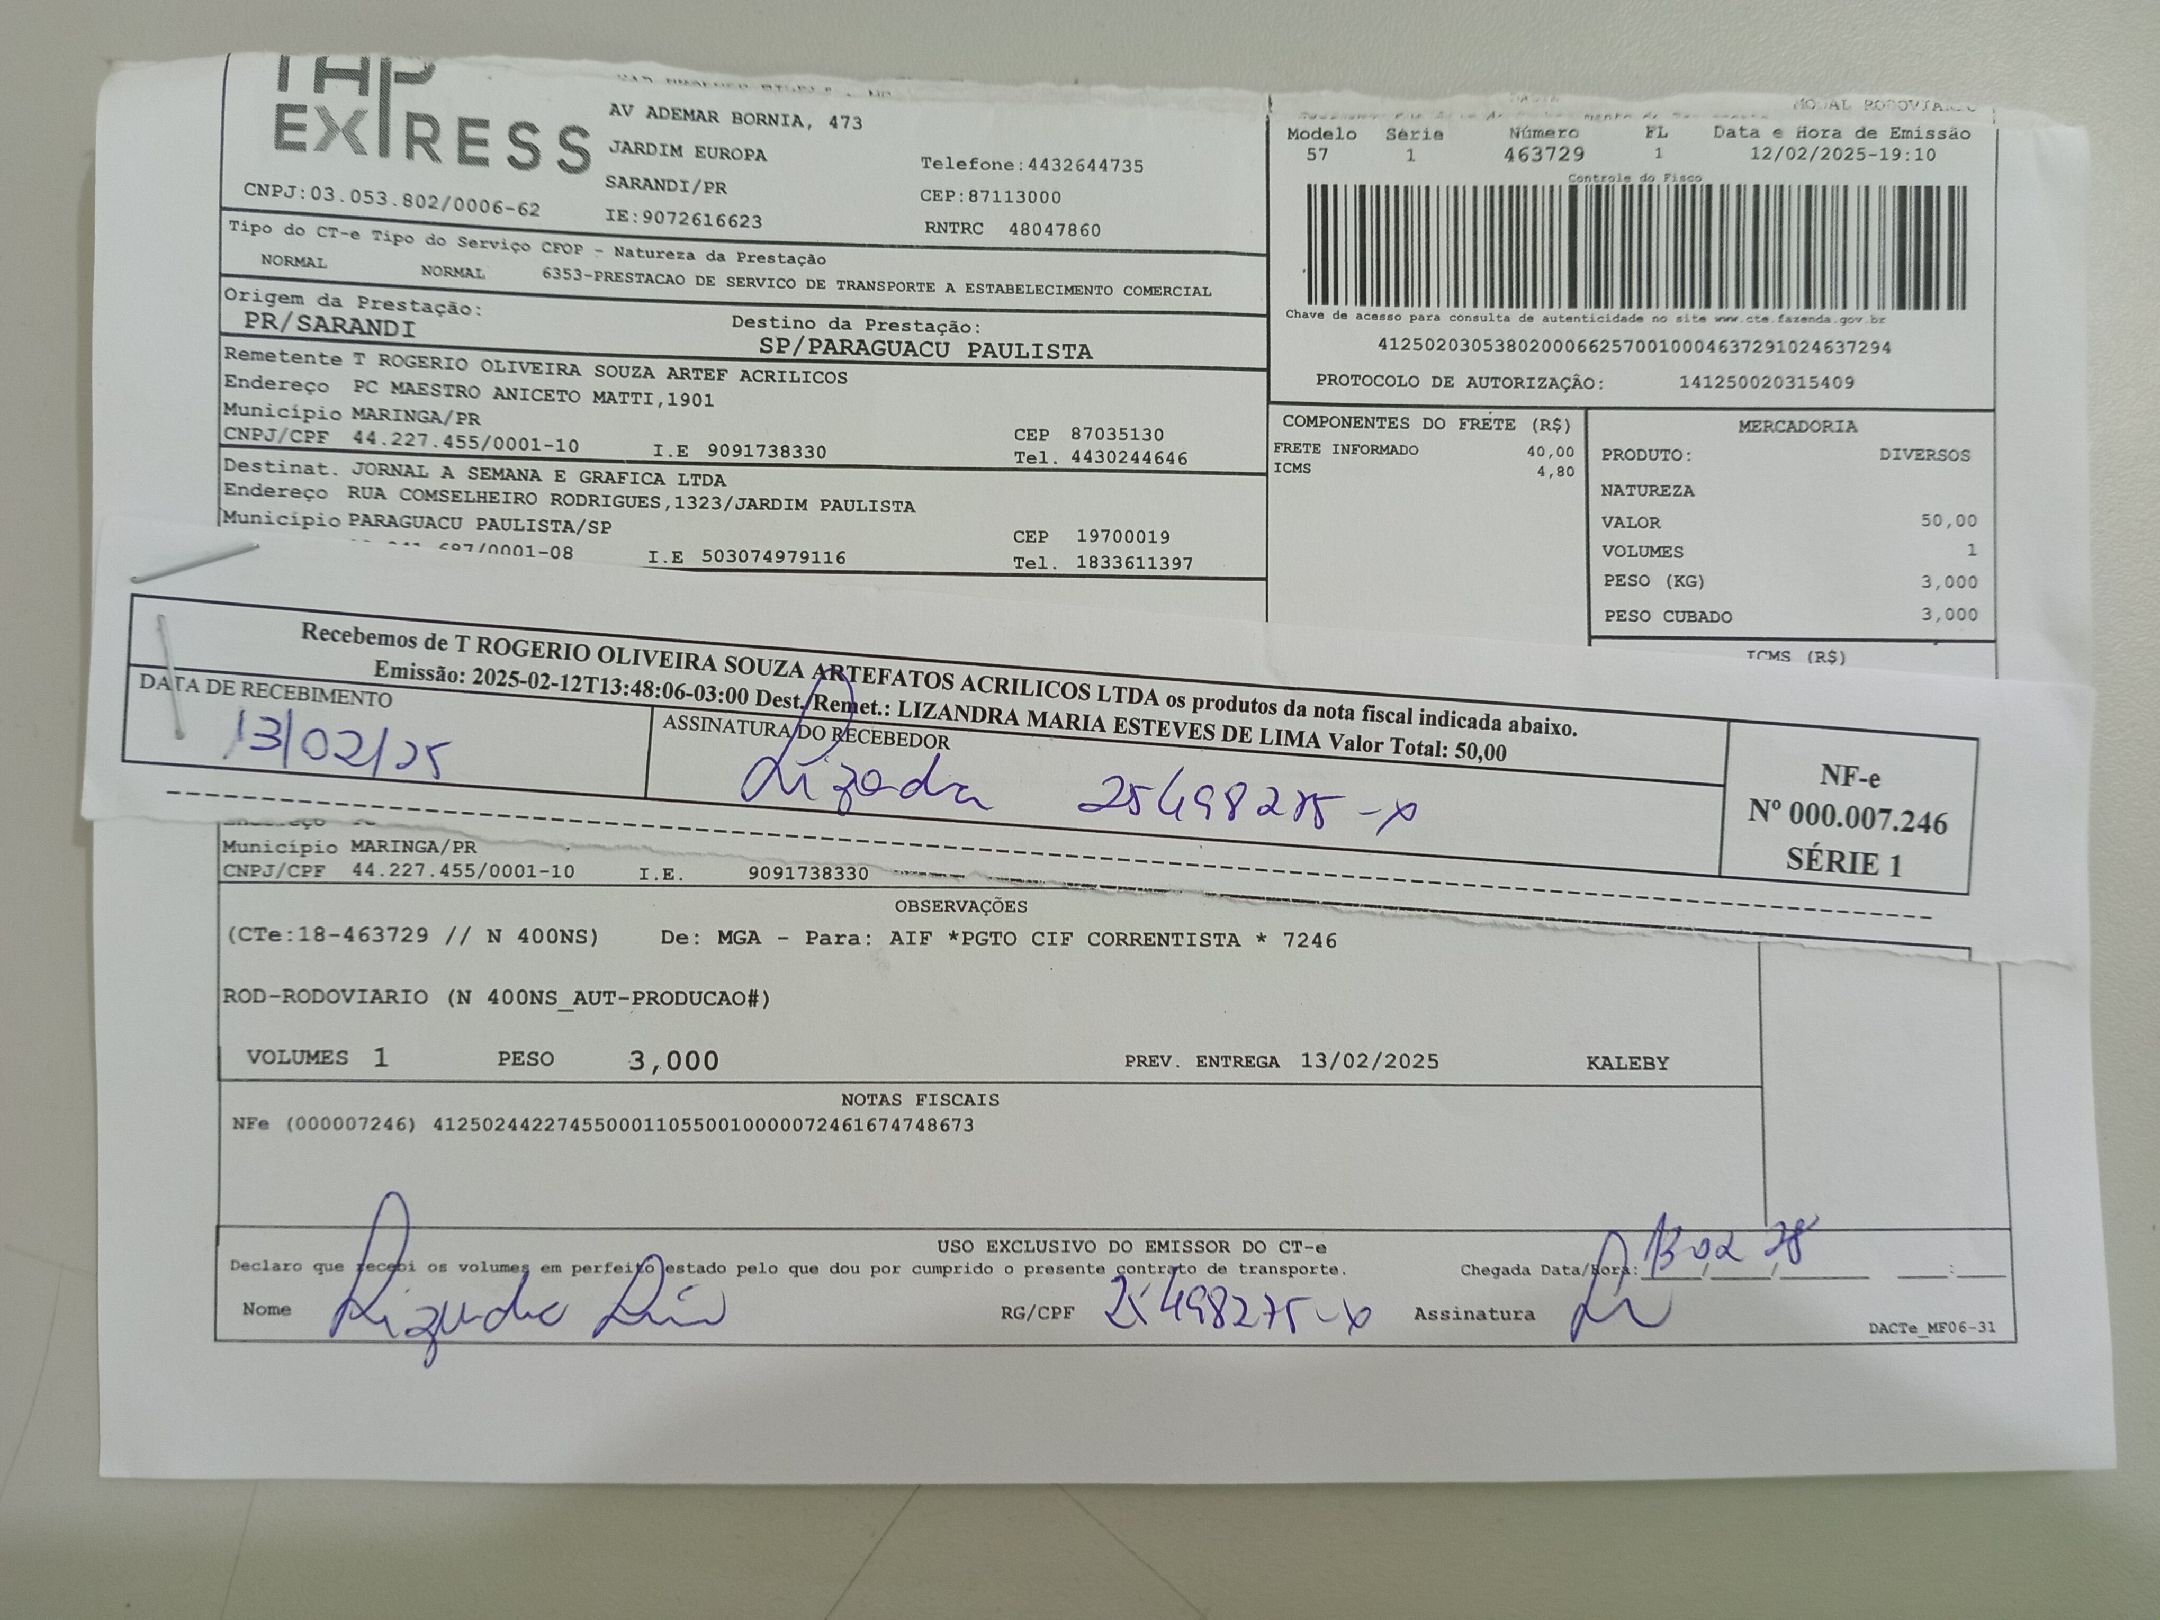 TAP
EXPRESS
CNPJ:03.053.802/0006-62
AV ADEMAR BORNIA, 473
JARDIM EUROPA
SARANDI/PR
IE:9072616623
Telefone:4432644735
CEP:87113000
RNTRC 48047860
MODAL RODOVIARIO
Modelo Série Número FL Data e Hora de Emissão
57 1 463729 1 12/02/2025-19:10
Controle do Fisco
Tipo do CT-e Tipo do Serviço CFOP - Natureza da Prestação
NORMAL NORMAL 6353-PRESTACAO DE SERVICO DE TRANSPORTE A ESTABELECIMENTO COMERCIAL
Origem da Prestação:
PR/SARANDI
Destino da Prestação:
SP/PARAGUACU PAULISTA
Chave de acesso para consulta de autenticidade no site www.cte.fazenda.gov.br
41250203053802000662570010004637291024637294
PROTOCOLO DE AUTORIZAÇÃO: 141250020315409
Remetente T ROGERIO OLIVEIRA SOUZA ARTEF ACRILICOS
Endereço PC MAESTRO ANICETO MATTI,1901
Município MARINGA/PR
CEP 87035130
CNPJ/CPF 44.227.455/0001-10 I.E 9091738330
Tel. 4430244646
Destinat. JORNAL A SEMANA E GRAFICA LTDA
Endereço RUA COMSELHEIRO RODRIGUES,1323/JARDIM PAULISTA
Município PARAGUACU PAULISTA/SP
CEP 19700019
697/0001-08 I.E 503074979116
Tel. 1833611397
COMPONENTES DO FRETE (R$)
FRETE INFORMADO 40,00
ICMS 4,80
MERCADORIA
PRODUTO: DIVERSOS
NATUREZA
VALOR 50,00
VOLUMES 1
PESO (KG) 3,000
PESO CUBADO 3,000
ICMS (R$)
Recebemos de T ROGERIO OLIVEIRA SOUZA ARTEFATOS ACRILICOS LTDA os produtos da nota fiscal indicada abaixo.
Emissão: 2025-02-12T13:48:06-03:00 Dest./Remet.: LIZANDRA MARIA ESTEVES DE LIMA Valor Total: 50,00
DATA DE RECEBIMENTO
13/02/25
ASSINATURA DO RECEBEDOR
25498275-x
NF-e
Nº 000.007.246
SÉRIE 1
Município MARINGA/PR
CNPJ/CPF 44.227.455/0001-10 I.E. 9091738330
OBSERVAÇÕES
(CTe:18-463729 // N 400NS) De: MGA - Para: AIF *PGTO CIF CORRENTISTA * 7246
ROD-RODOVIARIO (N 400NS_AUT-PRODUCAO#)
VOLUMES 1 PESO 3,000 PREV. ENTREGA 13/02/2025 KALEBY
NOTAS FISCAIS
NFe (000007246) 41250244227455000110550010000072461674748673
USO EXCLUSIVO DO EMISSOR DO CT-e
Declaro que recebi os volumes em perfeito estado pelo que dou por cumprido o presente contrato de transporte.
Chegada Data/Hora: 13 02 25
Nome
RG/CPF 25498275-x
Assinatura
DACTe_MF06-31